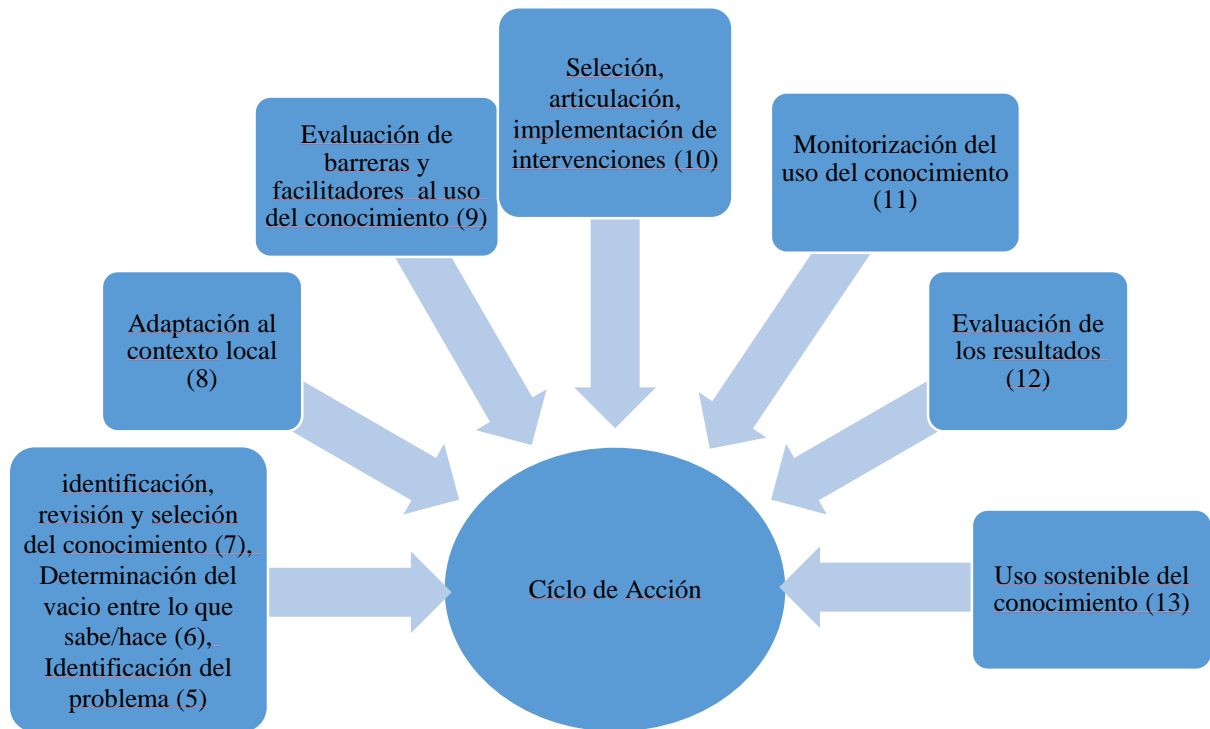 Seleción,
articulación,
implementación de
intervenciones (10)
Evaluación de
barreras y
facilitadores al uso
del conocimiento (9)
Monitorización del
uso del conocimiento
(11)
Adaptación al
contexto local
(8)
Evaluación de
los resultados
(12)
identificación,
revisión y seleción
del conocimiento (7),
Determinación del
vacio entre lo que
sabe/hace (6),
Identificación del
problema (5)
Cíclo de Acción
Uso sostenible del
conocimiento (13)